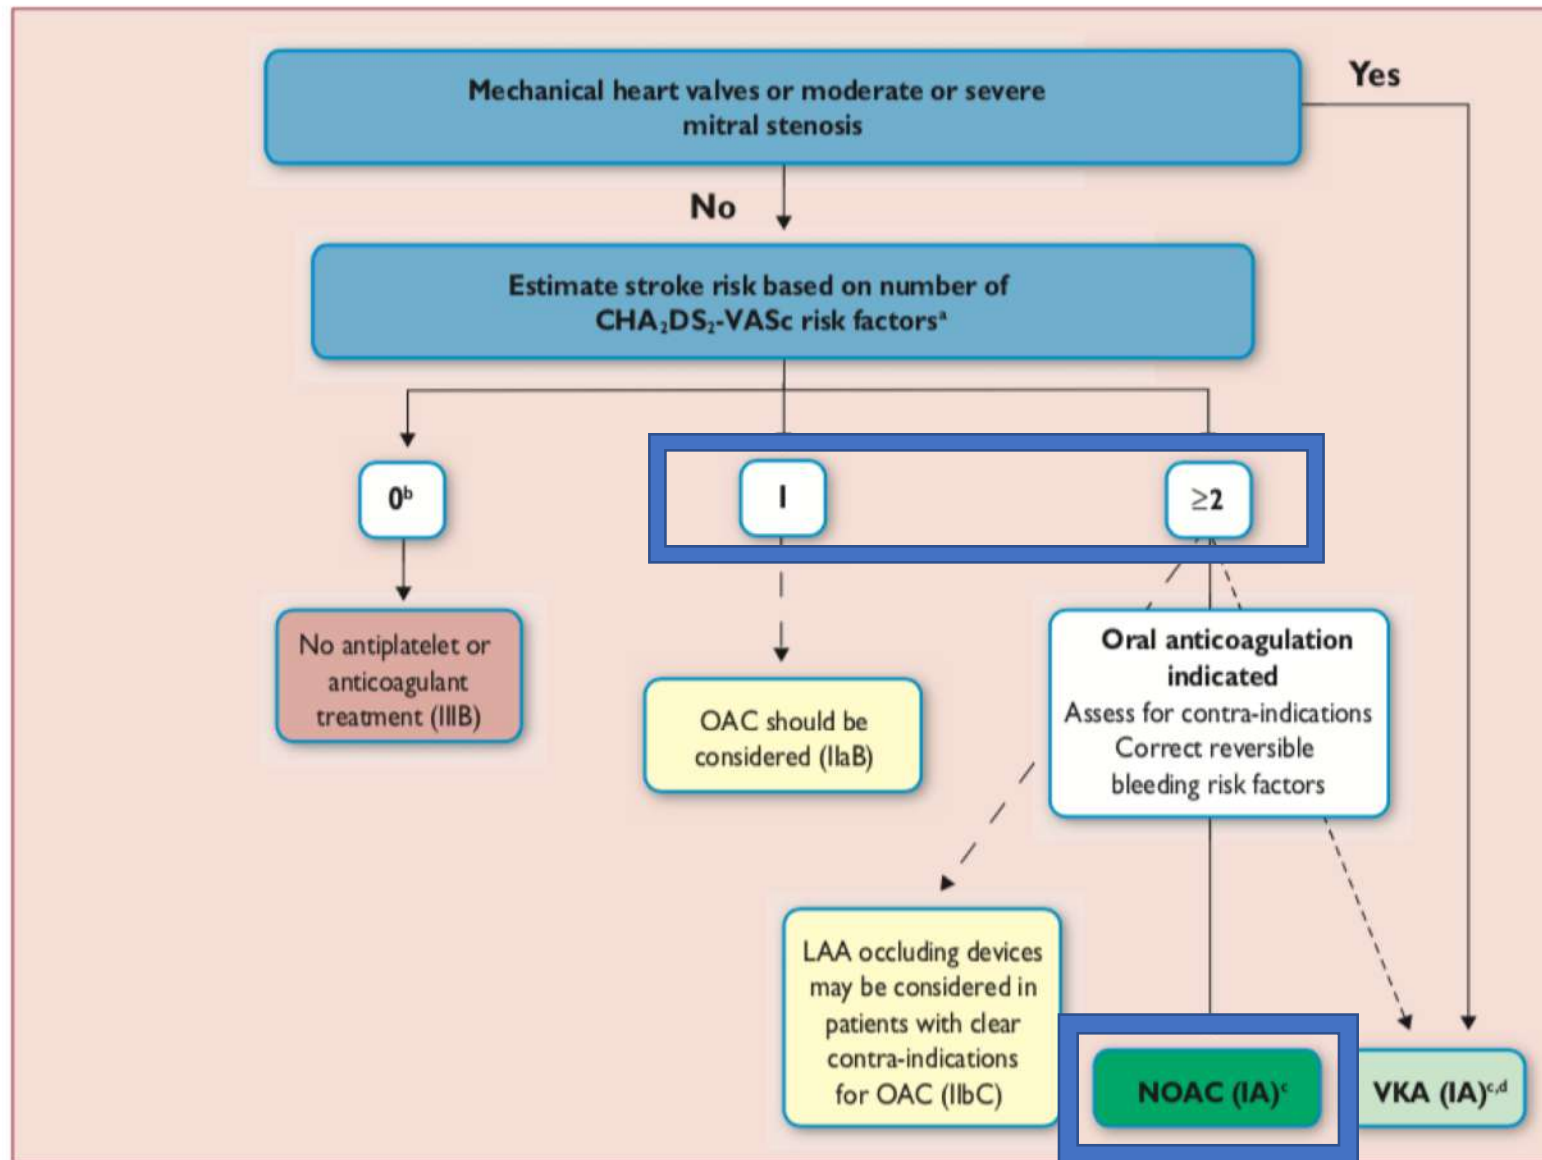 Mechanical heart valves or moderate or severe
mitral stenosis
Yes
No
Estimate stroke risk based on number of
CHA₂DS₂-VASc risk factorsᵃ
0ᵇ
1
≥2
No antiplatelet or
anticoagulant
treatment (IIIB)
OAC should be
considered (IIaB)
Oral anticoagulation
indicated
Assess for contra-indications
Correct reversible
bleeding risk factors
LAA occluding devices
may be considered in
patients with clear
contra-indications
for OAC (IIbC)
NOAC (IA)ᶜ
VKA (IA)ᶜ,ᵈ